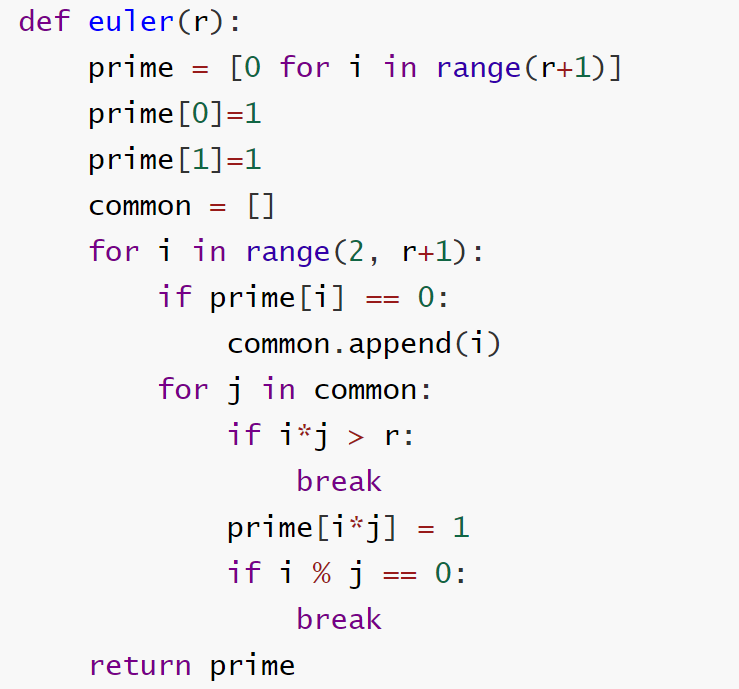 def euler(r):
    prime = [0 for i in range(r+1)]
    prime[0]=1
    prime[1]=1
    common = []
    for i in range(2, r+1):
        if prime[i] == 0:
            common.append(i)
        for j in common:
            if i*j > r:
                break
            prime[i*j] = 1
            if i % j == 0:
                break
    return prime